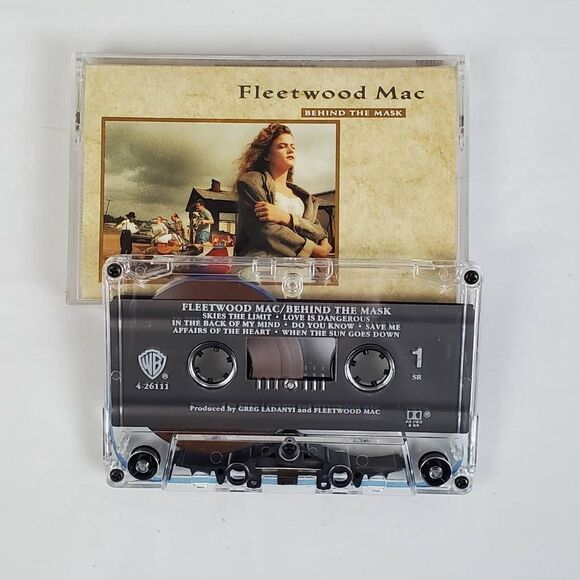 Fleetwood Mac
BEHIND THE MASK
FLEETWOOD MAC/BEHIND THE MASK
SKIES THE LIMIT • LOVE IS DANGEROUS
IN THE BACK OF MY MIND • DO YOU KNOW • SAVE ME
AFFAIRS OF THE HEART • WHEN THE SUN GOES DOWN
WB ®
4-26111
1
SR
Produced by GREG LADANYI and FLEETWOOD MAC